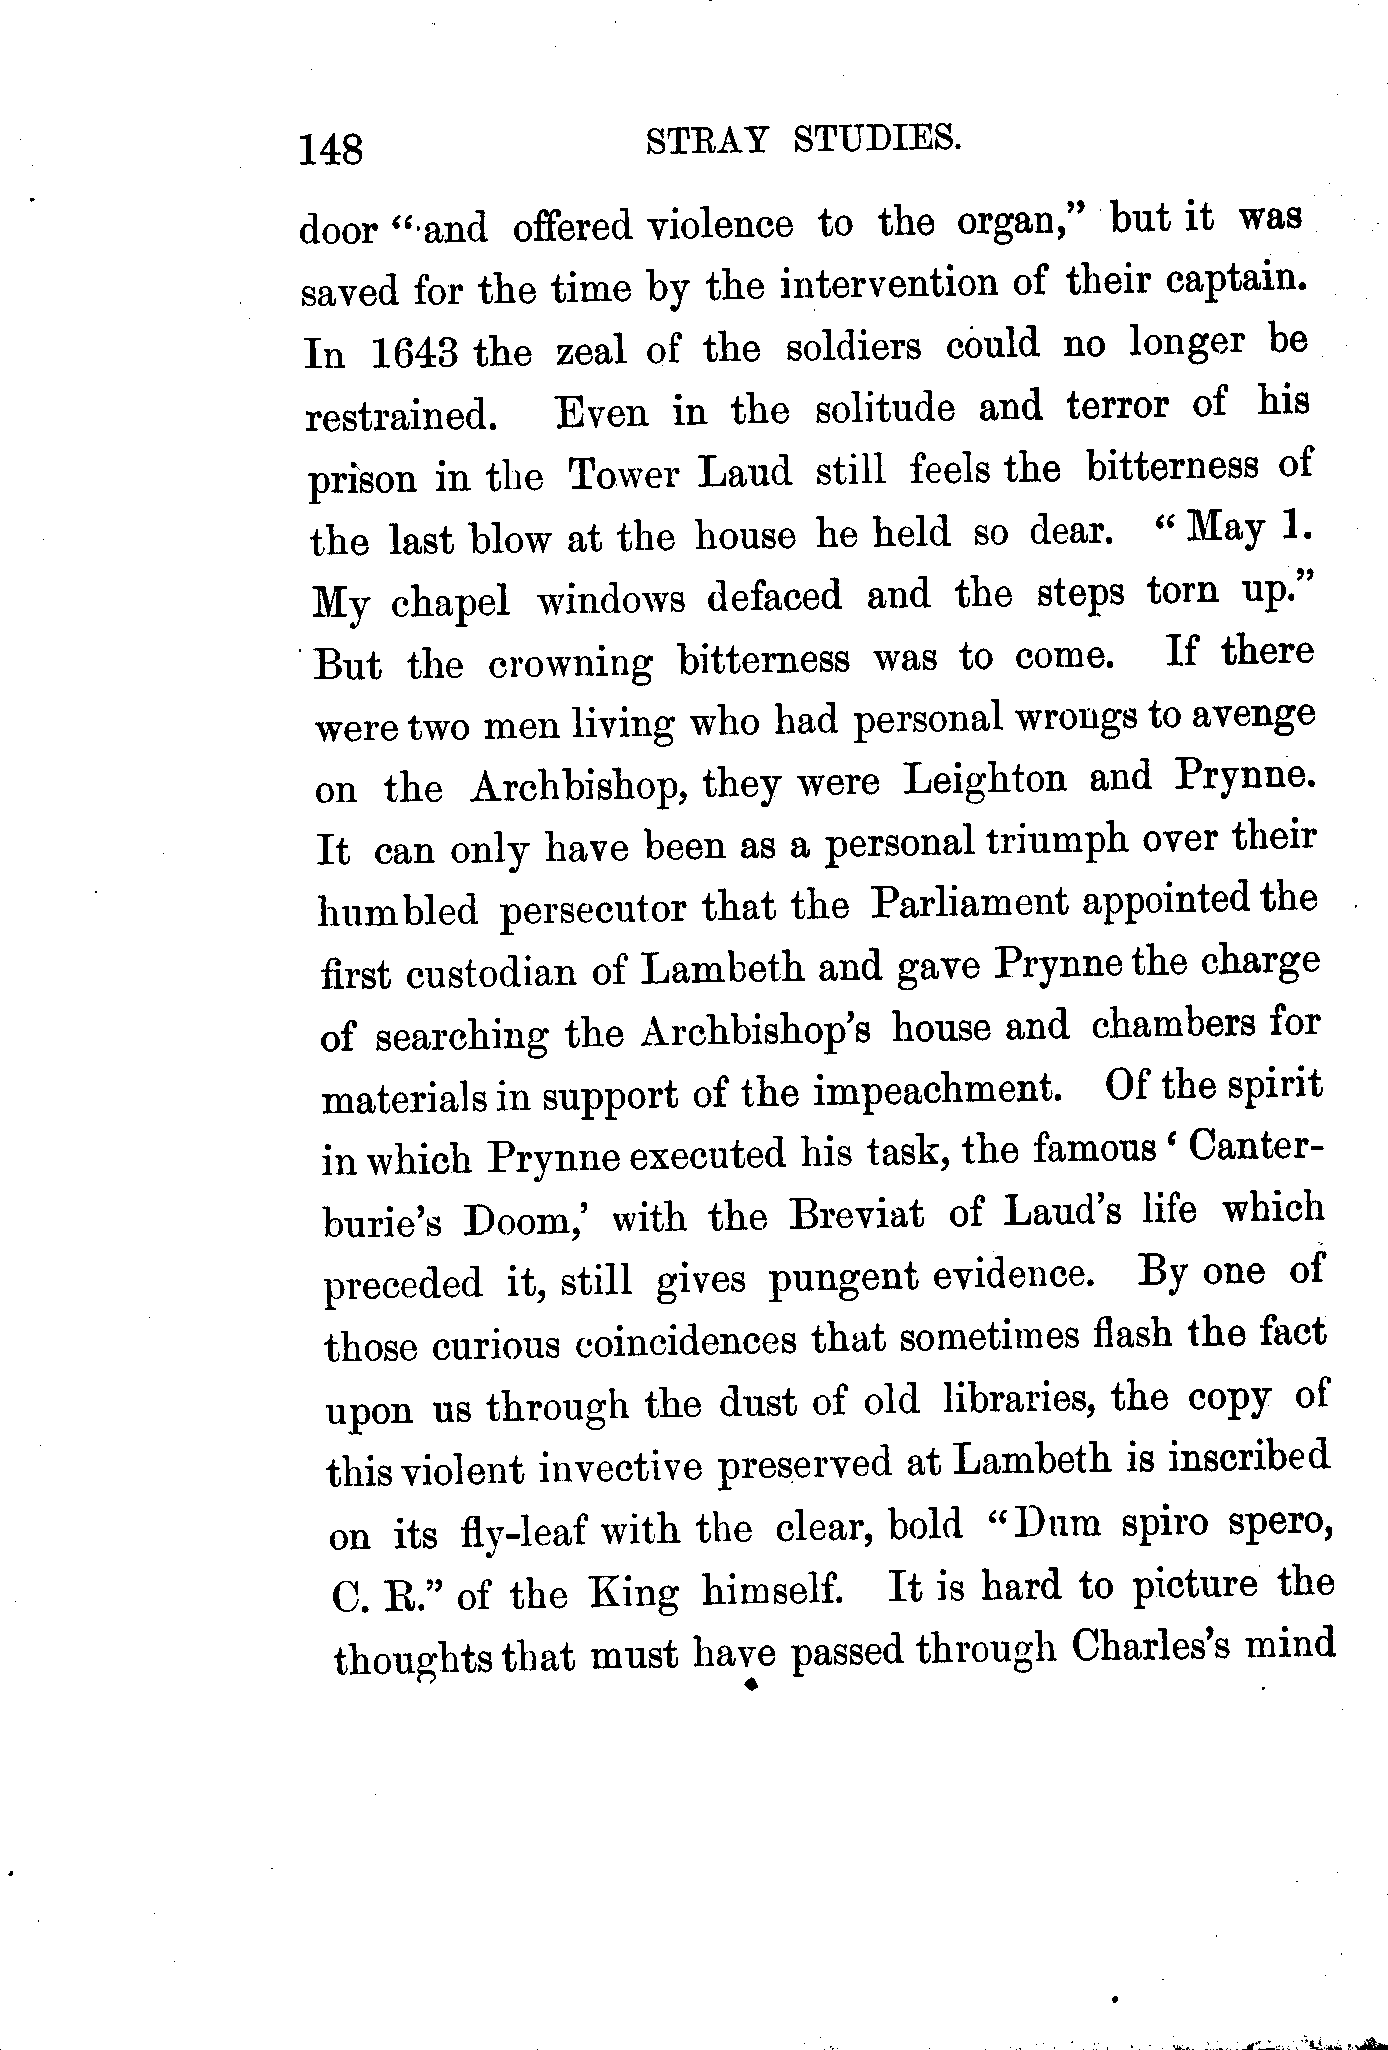 148 STRAY STUDIES.
door “and offered violence to the organ,” but it was
saved for the time by the intervention of their captain.
In 1643 the zeal of the soldiers could no longer be
restrained. Even in the solitude and terror of his
prison in the Tower Laud still feels the bitterness of
the last blow at the house he held so dear. “May 1.
My chapel windows defaced and the steps torn up.”
But the crowning bitterness was to come. If there
were two men living who had personal wrongs to avenge
on the Archbishop, they were Leighton and Prynne.
It can only have been as a personal triumph over their
humbled persecutor that the Parliament appointed the
first custodian of Lambeth and gave Prynne the charge
of searching the Archbishop’s house and chambers for
materials in support of the impeachment. Of the spirit
in which Prynne executed his task, the famous ‘Canter-
burie’s Doom,’ with the Breviat of Laud’s life which
preceded it, still gives pungent evidence. By one of
those curious coincidences that sometimes flash the fact
upon us through the dust of old libraries, the copy of
this violent invective preserved at Lambeth is inscribed
on its fly-leaf with the clear, bold “Dum spiro spero,
C. R.” of the King himself. It is hard to picture the
thoughts that must have passed through Charles’s mind